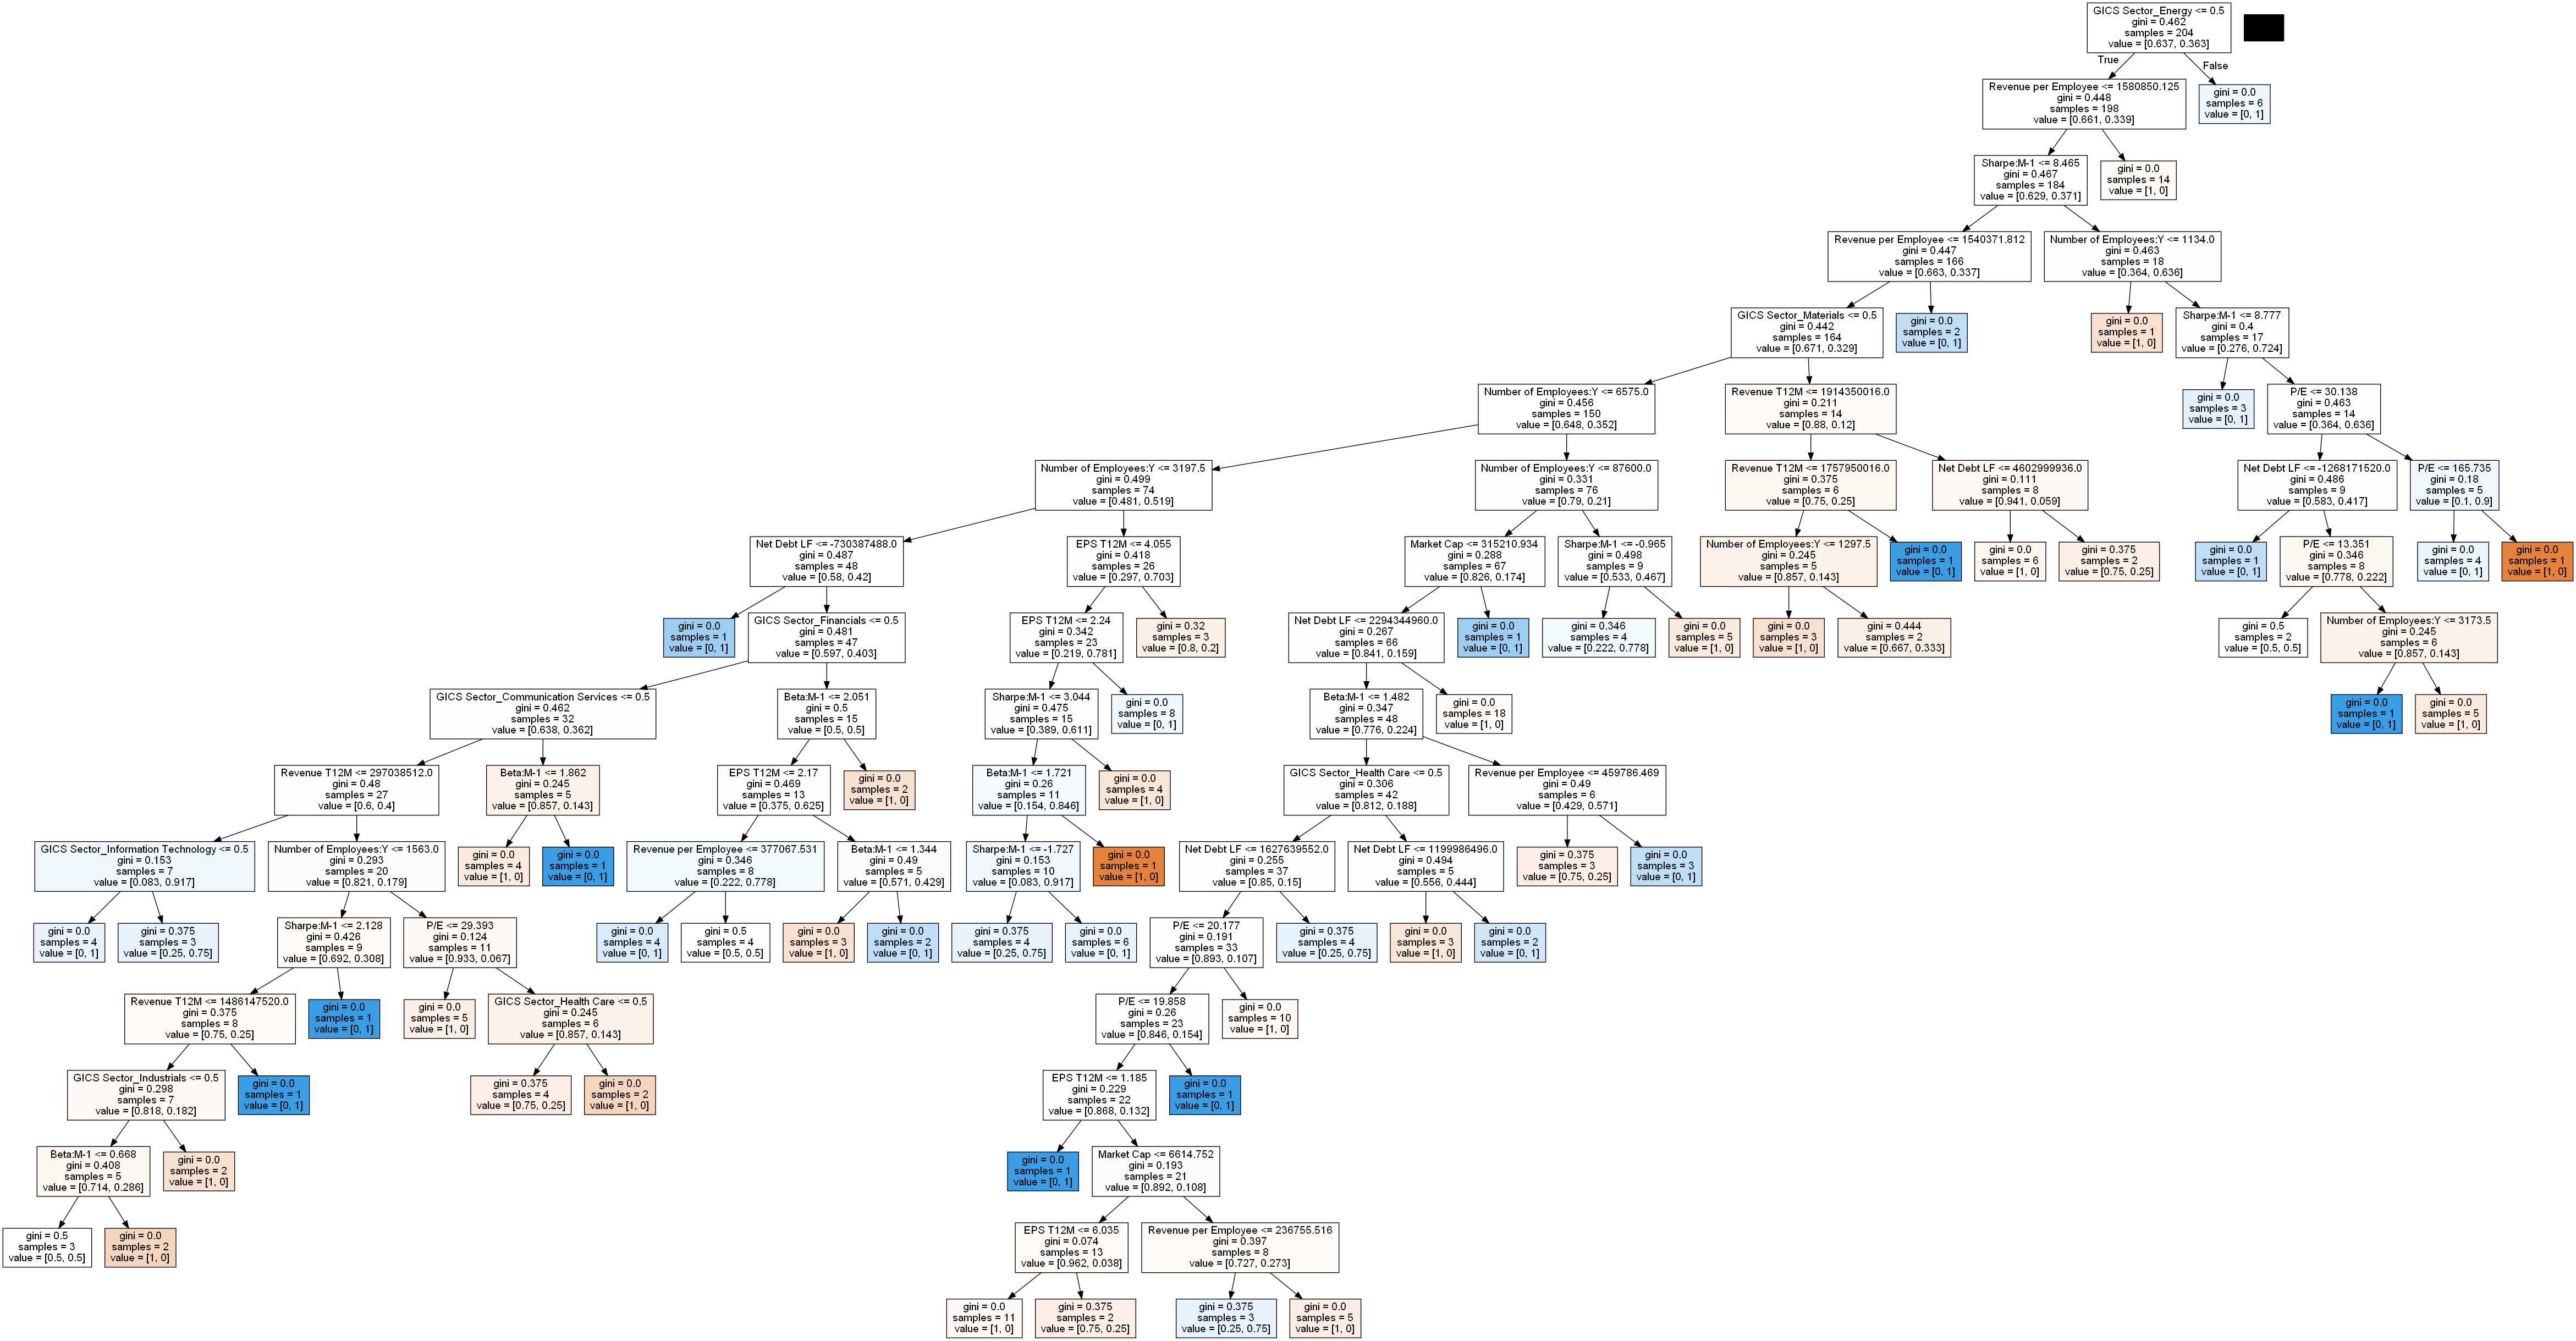 GICS Sector_Energy <= 0.5
gini = 0.462
samples = 204
value = [0.637, 0.363]
True
False
Revenue per Employee <= 1580850.125
gini = 0.448
samples = 198
value = [0.661, 0.339]
gini = 0.0
samples = 6
value = [0, 1]
Sharpe:M-1 <= 8.465
gini = 0.467
samples = 184
value = [0.629, 0.371]
gini = 0.0
samples = 14
value = [1, 0]
Revenue per Employee <= 1540371.812
gini = 0.447
samples = 166
value = [0.663, 0.337]
Number of Employees:Y <= 1134.0
gini = 0.463
samples = 18
value = [0.364, 0.636]
GICS Sector_Materials <= 0.5
gini = 0.442
samples = 164
value = [0.671, 0.329]
gini = 0.0
samples = 2
value = [0, 1]
gini = 0.0
samples = 1
value = [1, 0]
Sharpe:M-1 <= 8.777
gini = 0.4
samples = 17
value = [0.276, 0.724]
Number of Employees:Y <= 6575.0
gini = 0.456
samples = 150
value = [0.648, 0.352]
Revenue T12M <= 1914350016.0
gini = 0.211
samples = 14
value = [0.88, 0.12]
gini = 0.0
samples = 3
value = [0, 1]
P/E <= 30.138
gini = 0.463
samples = 14
value = [0.364, 0.636]
Number of Employees:Y <= 3197.5
gini = 0.499
samples = 74
value = [0.481, 0.519]
Number of Employees:Y <= 87600.0
gini = 0.331
samples = 76
value = [0.79, 0.21]
Revenue T12M <= 1757950016.0
gini = 0.375
samples = 6
value = [0.75, 0.25]
Net Debt LF <= 4602999936.0
gini = 0.111
samples = 8
value = [0.941, 0.059]
Net Debt LF <= -1268171520.0
gini = 0.486
samples = 9
value = [0.583, 0.417]
P/E <= 165.735
gini = 0.18
samples = 5
value = [0.1, 0.9]
Net Debt LF <= -730387488.0
gini = 0.487
samples = 48
value = [0.58, 0.42]
EPS T12M <= 4.055
gini = 0.418
samples = 26
value = [0.297, 0.703]
Market Cap <= 315210.934
gini = 0.288
samples = 67
value = [0.826, 0.174]
Sharpe:M-1 <= -0.965
gini = 0.498
samples = 9
value = [0.533, 0.467]
Number of Employees:Y <= 1297.5
gini = 0.245
samples = 5
value = [0.857, 0.143]
gini = 0.0
samples = 1
value = [0, 1]
gini = 0.0
samples = 6
value = [1, 0]
gini = 0.375
samples = 2
value = [0.75, 0.25]
gini = 0.0
samples = 1
value = [0, 1]
P/E <= 13.351
gini = 0.346
samples = 8
value = [0.778, 0.222]
gini = 0.0
samples = 4
value = [0, 1]
gini = 0.0
samples = 1
value = [1, 0]
gini = 0.0
samples = 1
value = [0, 1]
GICS Sector_Financials <= 0.5
gini = 0.481
samples = 47
value = [0.597, 0.403]
EPS T12M <= 2.24
gini = 0.342
samples = 23
value = [0.219, 0.781]
gini = 0.32
samples = 3
value = [0.8, 0.2]
Net Debt LF <= 2294344960.0
gini = 0.267
samples = 66
value = [0.841, 0.159]
gini = 0.0
samples = 1
value = [0, 1]
gini = 0.346
samples = 4
value = [0.222, 0.778]
gini = 0.0
samples = 5
value = [1, 0]
gini = 0.0
samples = 3
value = [1, 0]
gini = 0.444
samples = 2
value = [0.667, 0.333]
gini = 0.5
samples = 2
value = [0.5, 0.5]
Number of Employees:Y <= 3173.5
gini = 0.245
samples = 6
value = [0.857, 0.143]
GICS Sector_Communication Services <= 0.5
gini = 0.462
samples = 32
value = [0.638, 0.362]
Beta:M-1 <= 2.051
gini = 0.5
samples = 15
value = [0.5, 0.5]
Sharpe:M-1 <= 3.044
gini = 0.475
samples = 15
value = [0.389, 0.611]
gini = 0.0
samples = 8
value = [0, 1]
Beta:M-1 <= 1.482
gini = 0.347
samples = 48
value = [0.776, 0.224]
gini = 0.0
samples = 18
value = [1, 0]
gini = 0.0
samples = 1
value = [0, 1]
gini = 0.0
samples = 5
value = [1, 0]
Revenue T12M <= 297038512.0
gini = 0.48
samples = 27
value = [0.6, 0.4]
Beta:M-1 <= 1.862
gini = 0.245
samples = 5
value = [0.857, 0.143]
EPS T12M <= 2.17
gini = 0.469
samples = 13
value = [0.375, 0.625]
gini = 0.0
samples = 2
value = [1, 0]
Beta:M-1 <= 1.721
gini = 0.26
samples = 11
value = [0.154, 0.846]
gini = 0.0
samples = 4
value = [1, 0]
GICS Sector_Health Care <= 0.5
gini = 0.306
samples = 42
value = [0.812, 0.188]
Revenue per Employee <= 459786.469
gini = 0.49
samples = 6
value = [0.429, 0.571]
GICS Sector_Information Technology <= 0.5
gini = 0.153
samples = 7
value = [0.083, 0.917]
Number of Employees:Y <= 1563.0
gini = 0.293
samples = 20
value = [0.821, 0.179]
gini = 0.0
samples = 4
value = [1, 0]
gini = 0.0
samples = 1
value = [0, 1]
Revenue per Employee <= 377067.531
gini = 0.346
samples = 8
value = [0.222, 0.778]
Beta:M-1 <= 1.344
gini = 0.49
samples = 5
value = [0.571, 0.429]
Sharpe:M-1 <= -1.727
gini = 0.153
samples = 10
value = [0.083, 0.917]
gini = 0.0
samples = 1
value = [1, 0]
Net Debt LF <= 1627639552.0
gini = 0.255
samples = 37
value = [0.85, 0.15]
Net Debt LF <= 1199986496.0
gini = 0.494
samples = 5
value = [0.556, 0.444]
gini = 0.375
samples = 3
value = [0.75, 0.25]
gini = 0.0
samples = 3
value = [0, 1]
gini = 0.0
samples = 4
value = [0, 1]
gini = 0.375
samples = 3
value = [0.25, 0.75]
Sharpe:M-1 <= 2.128
gini = 0.426
samples = 9
value = [0.692, 0.308]
P/E <= 29.393
gini = 0.124
samples = 11
value = [0.933, 0.067]
gini = 0.0
samples = 4
value = [0, 1]
gini = 0.5
samples = 4
value = [0.5, 0.5]
gini = 0.0
samples = 3
value = [1, 0]
gini = 0.0
samples = 2
value = [0, 1]
gini = 0.375
samples = 4
value = [0.25, 0.75]
gini = 0.0
samples = 6
value = [0, 1]
P/E <= 20.177
gini = 0.191
samples = 33
value = [0.893, 0.107]
gini = 0.375
samples = 4
value = [0.25, 0.75]
gini = 0.0
samples = 3
value = [1, 0]
gini = 0.0
samples = 2
value = [0, 1]
Revenue T12M <= 1486147520.0
gini = 0.375
samples = 8
value = [0.75, 0.25]
gini = 0.0
samples = 1
value = [0, 1]
gini = 0.0
samples = 5
value = [1, 0]
GICS Sector_Health Care <= 0.5
gini = 0.245
samples = 6
value = [0.857, 0.143]
P/E <= 19.858
gini = 0.26
samples = 23
value = [0.846, 0.154]
gini = 0.0
samples = 10
value = [1, 0]
GICS Sector_Industrials <= 0.5
gini = 0.298
samples = 7
value = [0.818, 0.182]
gini = 0.0
samples = 1
value = [0, 1]
gini = 0.375
samples = 4
value = [0.75, 0.25]
gini = 0.0
samples = 2
value = [1, 0]
EPS T12M <= 1.185
gini = 0.229
samples = 22
value = [0.868, 0.132]
gini = 0.0
samples = 1
value = [0, 1]
Beta:M-1 <= 0.668
gini = 0.408
samples = 5
value = [0.714, 0.286]
gini = 0.0
samples = 2
value = [1, 0]
gini = 0.0
samples = 1
value = [0, 1]
Market Cap <= 6614.752
gini = 0.193
samples = 21
value = [0.892, 0.108]
gini = 0.5
samples = 3
value = [0.5, 0.5]
gini = 0.0
samples = 2
value = [1, 0]
EPS T12M <= 6.035
gini = 0.074
samples = 13
value = [0.962, 0.038]
Revenue per Employee <= 236755.516
gini = 0.397
samples = 8
value = [0.727, 0.273]
gini = 0.0
samples = 11
value = [1, 0]
gini = 0.375
samples = 2
value = [0.75, 0.25]
gini = 0.375
samples = 3
value = [0.25, 0.75]
gini = 0.0
samples = 5
value = [1, 0]